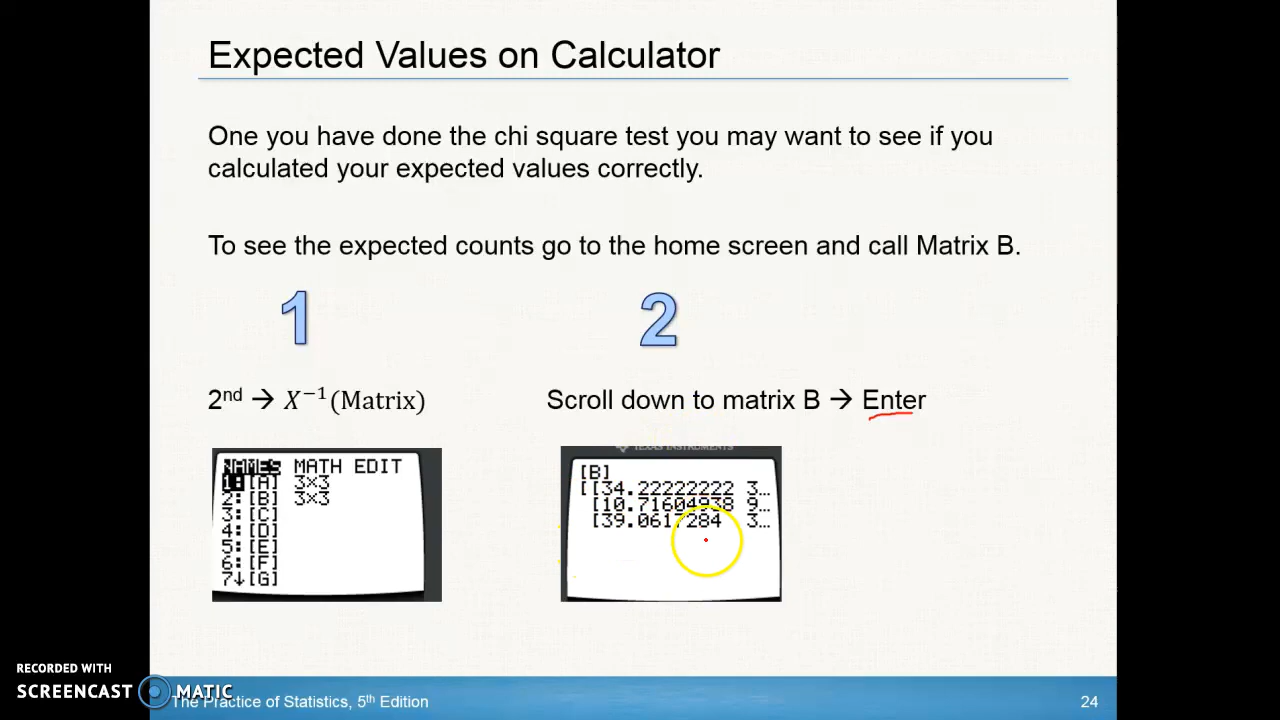 Expected Values on Calculator
One you have done the chi square test you may want to see if you
calculated your expected values correctly.
To see the expected counts go to the home screen and call Matrix B.
1
2
2nd → X⁻¹(Matrix)
Scroll down to matrix B → Enter
NAMES MATH EDIT
1:[A] 3×3
2:[B] 3×3
3:[C]
4:[D]
5:[E]
6:[F]
7↓[G]
TEXAS INSTRUMENTS
[B]
[[34.22222222 3…
[10.71604938 9…
[39.0617284 3…
RECORDED WITH
SCREENCAST MATIC
The Practice of Statistics, 5th Edition
24